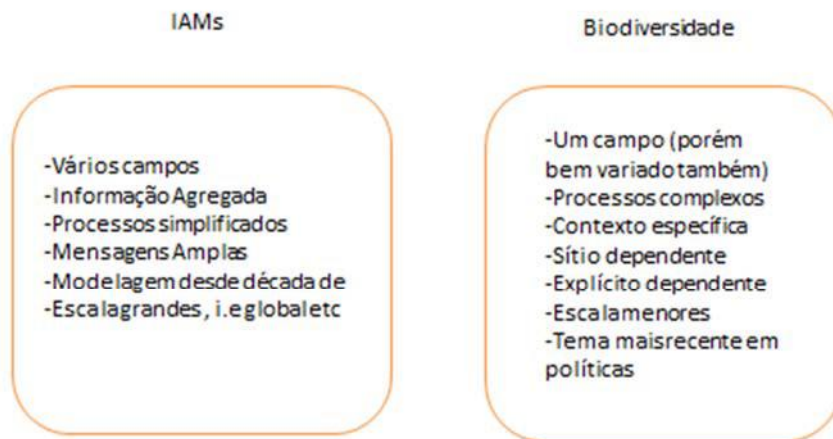 IAMs
-Vários campos
-Informação Agregada
-Processos simplificados
-Mensagens Amplas
-Modelagem desde década de
-Escala grandes, i.e global etc
Biodiversidade
-Um campo (porém
bem variado também)
-Processos complexos
-Contexto específica
-Sítio dependente
-Explícito dependente
-Escala menores
-Tema mais recente em
políticas